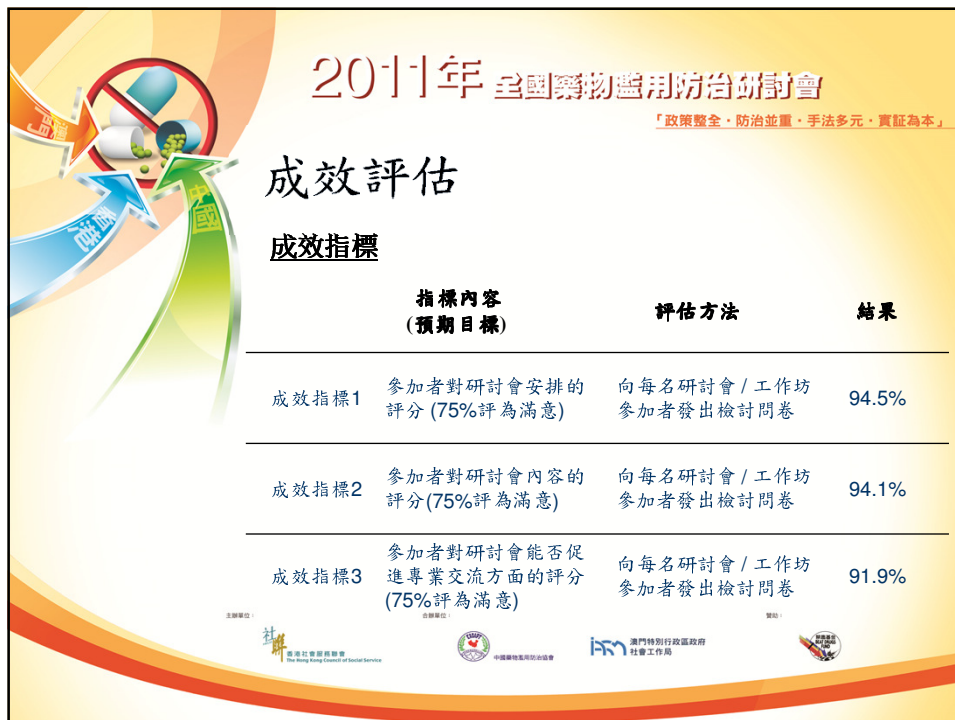 2011年 全國藥物濫用防治研討會
「政策整全・防治並重・手法多元・實証為本」
澳門
香港
中國
成效評估
成效指標
指標內容
(預期目標)
評估方法
結果
成效指標1
參加者對研討會安排的
評分 (75%評為滿意)
向每名研討會 / 工作坊
參加者發出檢討問卷
94.5%
成效指標2
參加者對研討會內容的
評分(75%評為滿意)
向每名研討會 / 工作坊
參加者發出檢討問卷
94.1%
成效指標3
參加者對研討會能否促
進專業交流方面的評分
(75%評為滿意)
向每名研討會 / 工作坊
參加者發出檢討問卷
91.9%
主辦單位：
合辦單位：
贊助：
社聯
香港社會服務聯會
The Hong Kong Council of Social Service
中國藥物濫用防治協會
iasm
澳門特別行政區政府
社會工作局
禁毒基金
BEAT DRUGS
FUND